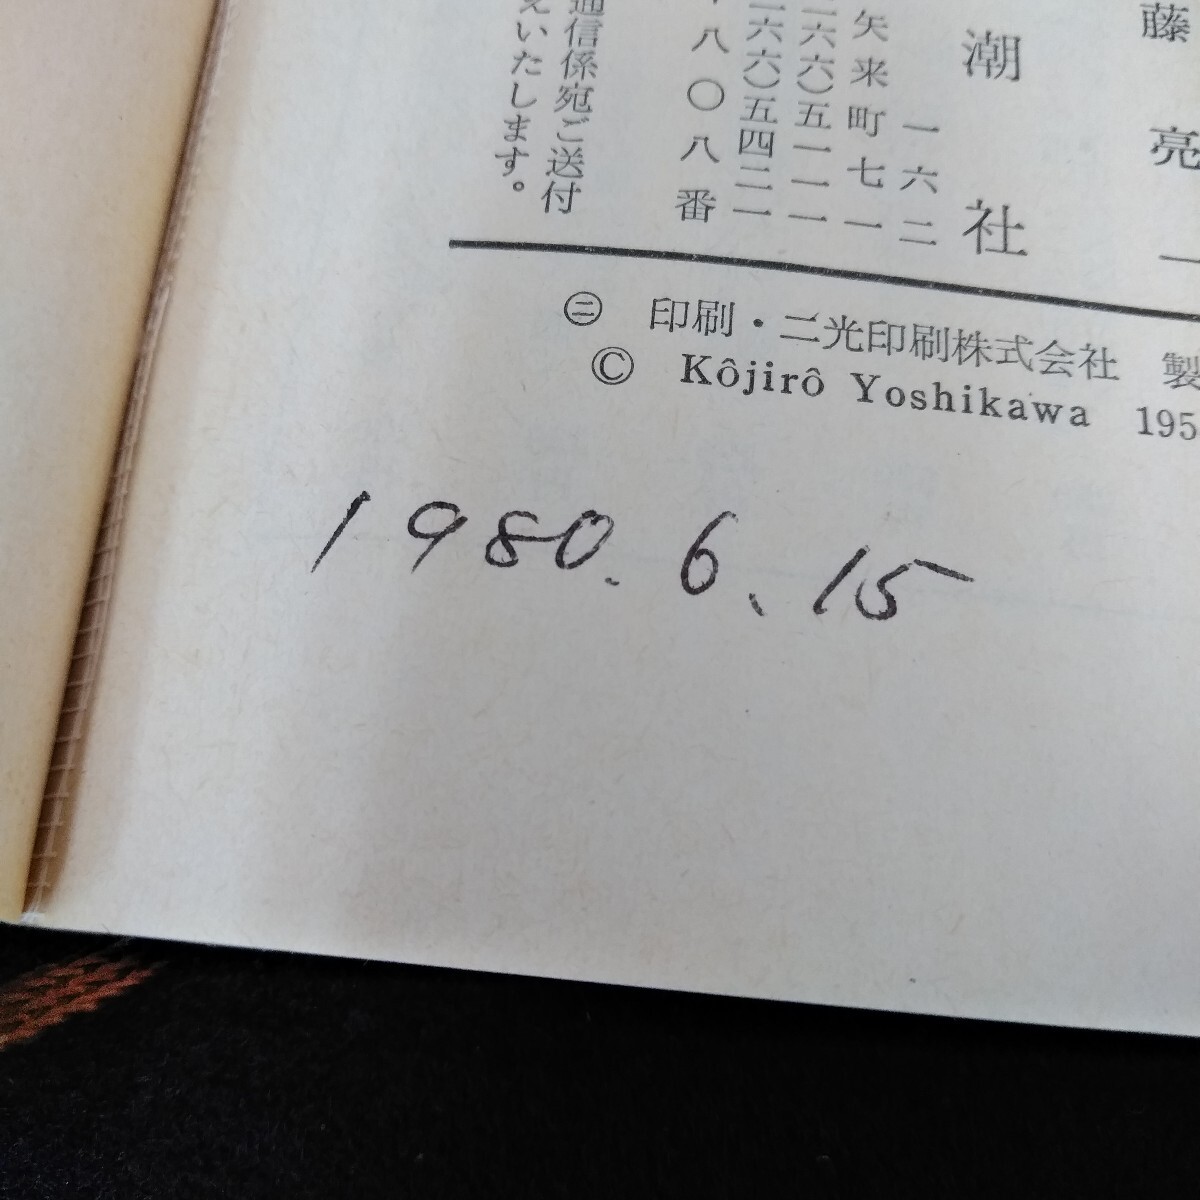 藤亮一
潮社
一六二
矢来町七一
二六六)五一一一
二六六)五四二一
八〇八番
通信係宛ご送付
えいたします。
㊁ 印刷・二光印刷株式会社 製
© Kôjirô Yoshikawa 195
1980.6.15